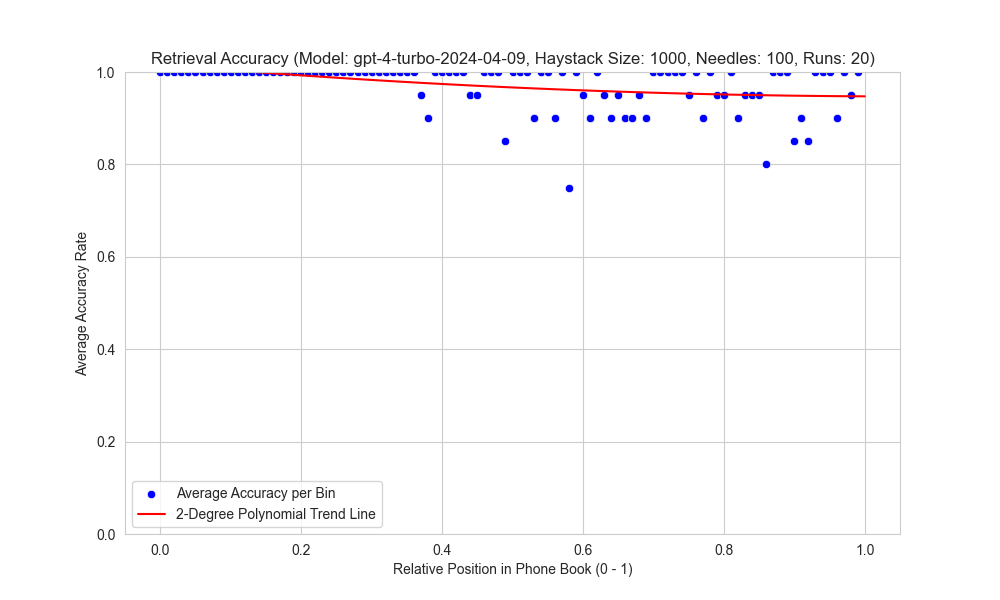 Retrieval Accuracy (Model: gpt-4-turbo-2024-04-09, Haystack Size: 1000, Needles: 100, Runs: 20)
Average Accuracy Rate
1.0
0.8
0.6
0.4
0.2
0.0
Average Accuracy per Bin
2-Degree Polynomial Trend Line
0.0 0.2 0.4 0.6 0.8 1.0
Relative Position in Phone Book (0 - 1)